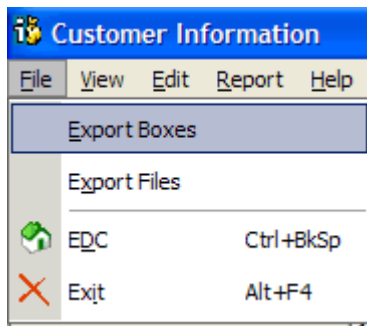 Customer Information
File View Edit Report Help
Export Boxes
Export Files
EDC Ctrl+BkSp
Exit Alt+F4